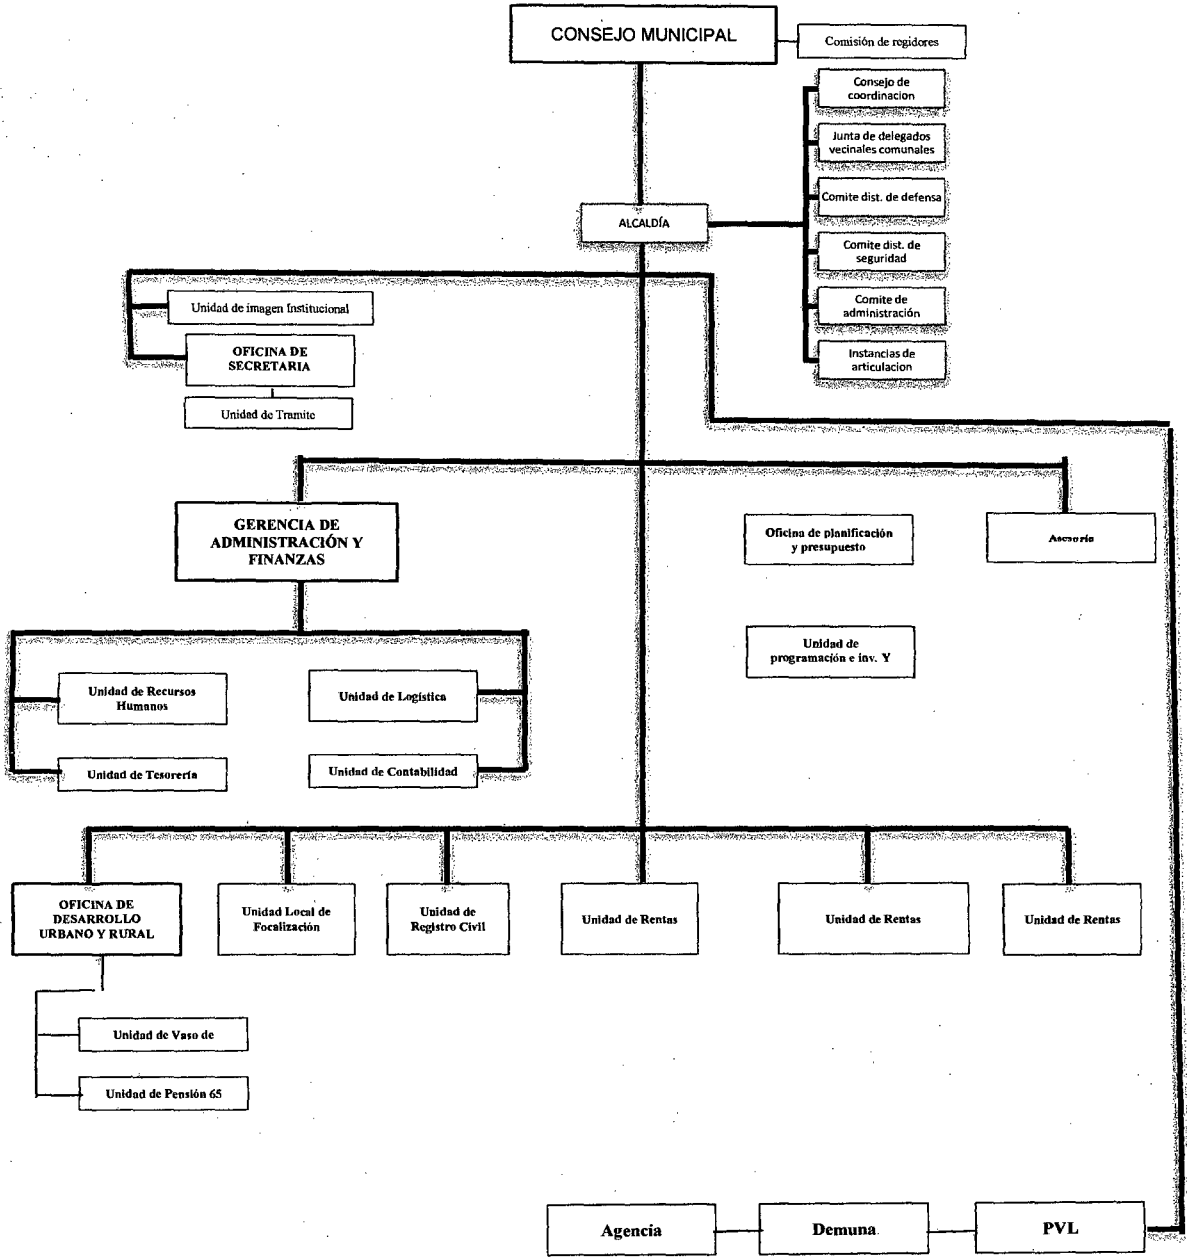 CONSEJO MUNICIPAL
Comisión de regidores
Consejo de
coordinacion
Junta de delegados
vecinales comunales
Comite dist. de defensa
ALCALDÍA
Comite dist. de
seguridad
Comite de
administración
Instancias de
articulacion
Unidad de imagen Institucional
OFICINA DE
SECRETARIA
Unidad de Tramite
GERENCIA DE
ADMINISTRACIÓN Y
FINANZAS
Oficina de planificación
y presupuesto
Asesoría
Unidad de
programación e inv. Y
Unidad de Recursos
Humanos
Unidad de Logística
Unidad de Tesorería
Unidad de Contabilidad
OFICINA DE
DESARROLLO
URBANO Y RURAL
Unidad Local de
Focalización
Unidad de
Registro Civil
Unidad de Rentas
Unidad de Rentas
Unidad de Rentas
Unidad de Vaso de
Unidad de Pensión 65
Agencia
Demuna
PVL